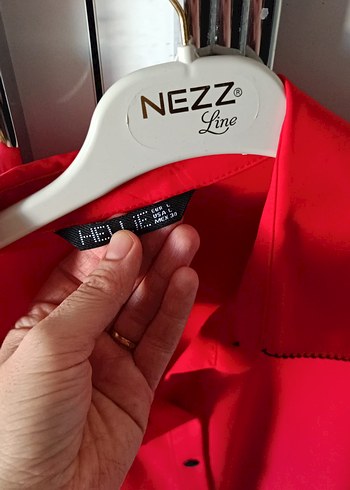 NEZZ®
Line
EUR L
USA L
MEX 30